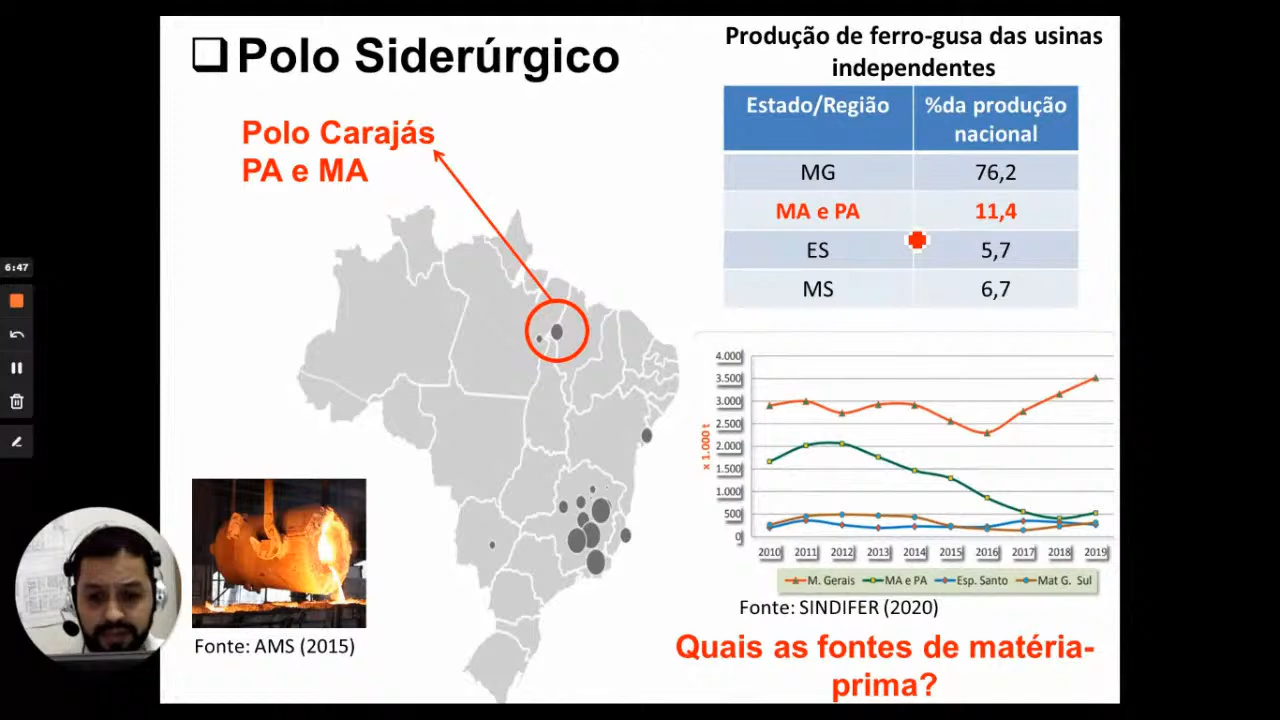 Polo Siderúrgico
Polo Carajás
PA e MA
Produção de ferro-gusa das usinas
independentes
Estado/Região %da produção
nacional
MG 76,2
MA e PA 11,4
ES 5,7
MS 6,7
6:47
4.000
3.500
3.000
2.500
2.000
1.500
1.000
500
0
x 1.000 t
2010 2011 2012 2013 2014 2015 2016 2017 2018 2019
M. Gerais MA e PA Esp. Santo Mat G. Sul
Fonte: SINDIFER (2020)
Fonte: AMS (2015)
Quais as fontes de matéria-
prima?